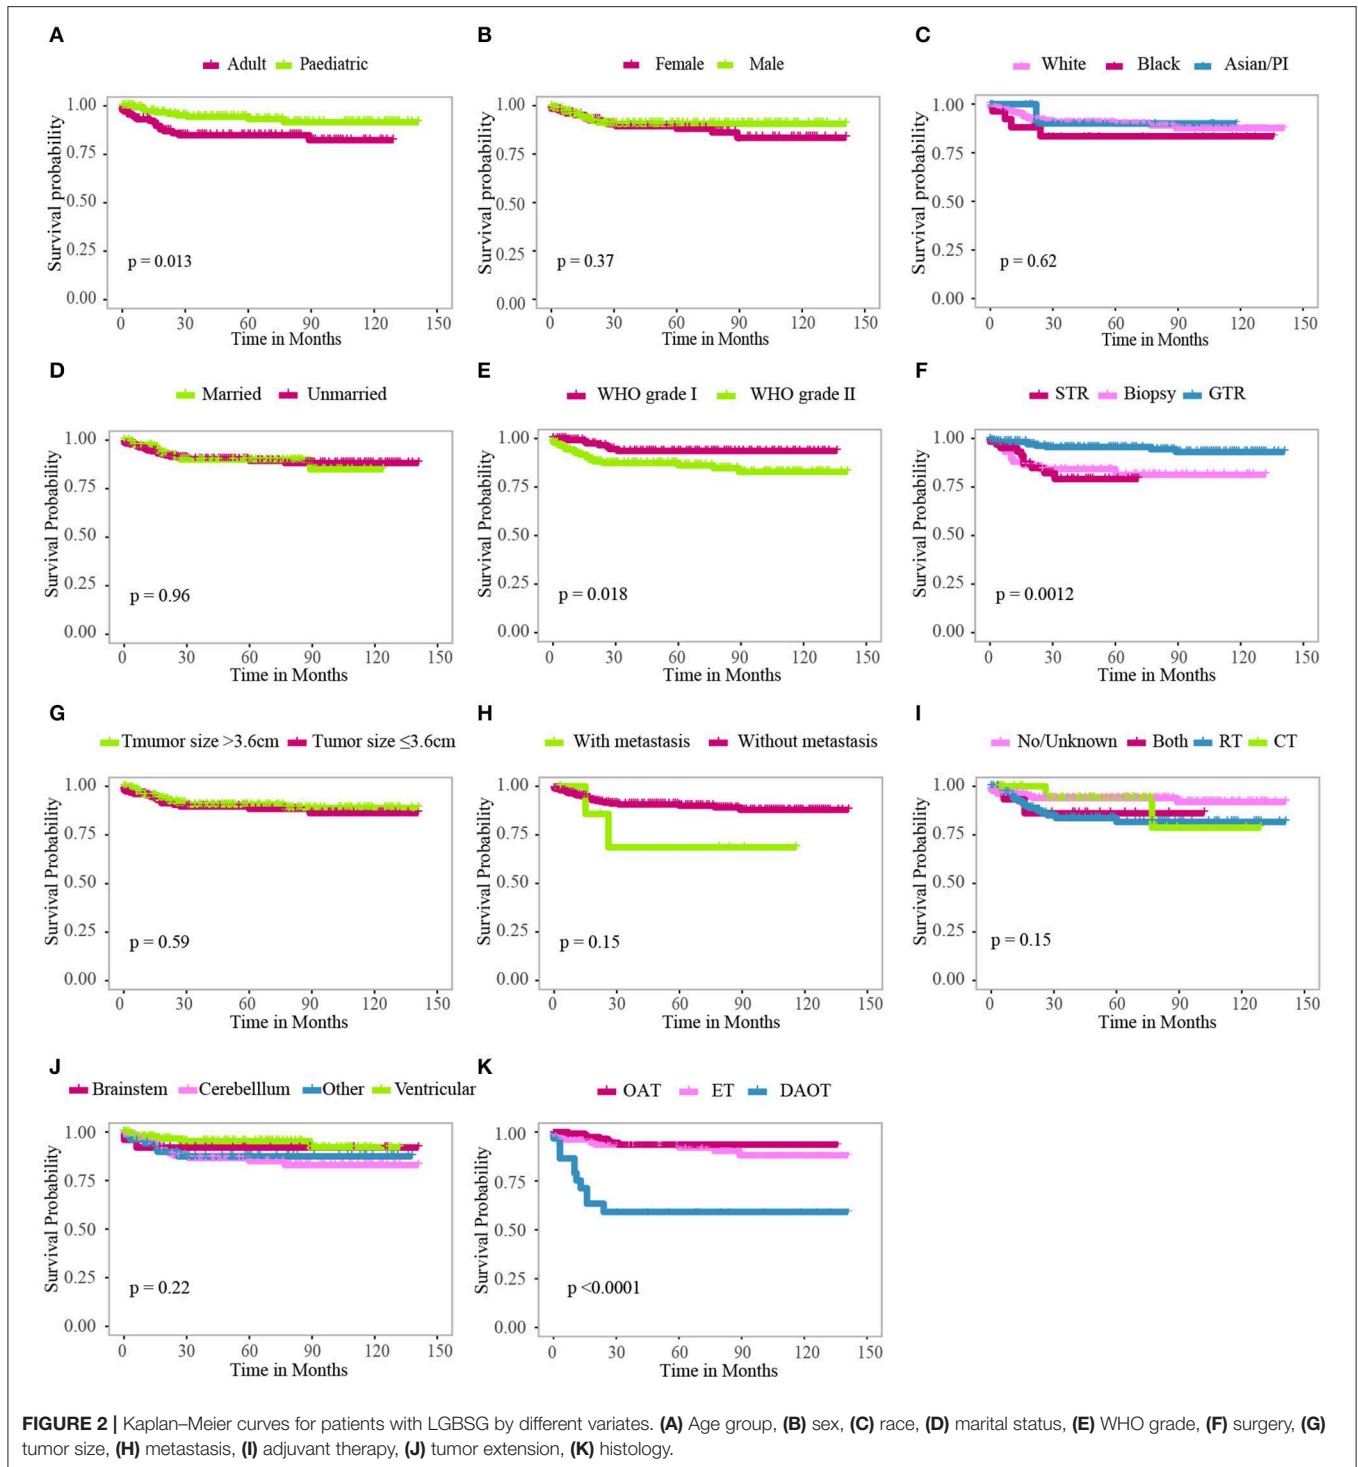 A
Adult Paediatric
Survival probability
1.00
0.75
0.50
0.25
0.00
p = 0.013
0 30 60 90 120 150
Time in Months
B
Female Male
Survival probability
1.00
0.75
0.50
0.25
0.00
p = 0.37
0 30 60 90 120 150
Time in Months
C
White Black Asian/PI
Survival probability
1.00
0.75
0.50
0.25
0.00
p = 0.62
0 30 60 90 120 150
Time in Months
D
Married Unmarried
Survival Probability
1.00
0.75
0.50
0.25
0.00
p = 0.96
0 30 60 90 120 150
Time in Months
E
WHO grade I WHO grade II
Survival Probability
1.00
0.75
0.50
0.25
0.00
p = 0.018
0 30 60 90 120 150
Time in Months
F
STR Biopsy GTR
Survival Probability
1.00
0.75
0.50
0.25
0.00
p = 0.0012
0 30 60 90 120 150
Time in Months
G
Tmumor size >3.6cm Tumor size ≤3.6cm
Survival Probability
1.00
0.75
0.50
0.25
0.00
p = 0.59
0 30 60 90 120 150
Time in Months
H
With metastasis Without metastasis
Survival Probability
1.00
0.75
0.50
0.25
0.00
p = 0.15
0 30 60 90 120 150
Time in Months
I
No/Unknown Both RT CT
Survival Probability
1.00
0.75
0.50
0.25
0.00
p = 0.15
0 30 60 90 120 150
Time in Months
J
Brainstem Cerebelllum Other Ventricular
Survival Probability
1.00
0.75
0.50
0.25
0.00
p = 0.22
0 30 60 90 120 150
Time in Months
K
OAT ET DAOT
Survival Probability
1.00
0.75
0.50
0.25
0.00
p <0.0001
0 30 60 90 120 150
Time in Months
FIGURE 2 | Kaplan–Meier curves for patients with LGBSG by different variates. (A) Age group, (B) sex, (C) race, (D) marital status, (E) WHO grade, (F) surgery, (G)
tumor size, (H) metastasis, (I) adjuvant therapy, (J) tumor extension, (K) histology.